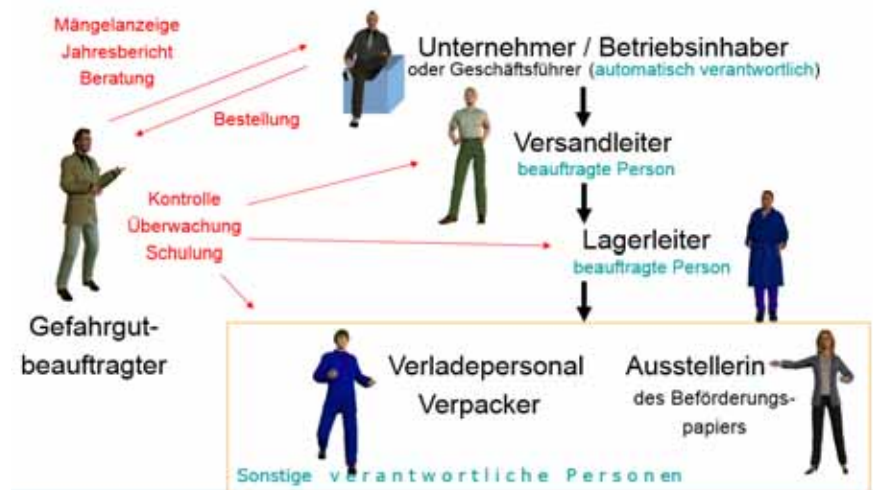 Mängelanzeige
Jahresbericht
Beratung
Unternehmer / Betriebsinhaber
oder Geschäftsführer (automatisch verantwortlich)
Bestellung
Versandleiter
beauftragte Person
Kontrolle
Überwachung
Schulung
Lagerleiter
beauftragte Person
Gefahrgut-
beauftragter
Verladepersonal
Verpacker
Ausstellerin
des Beförderungs-
papiers
Sonstige verantwortliche Personen